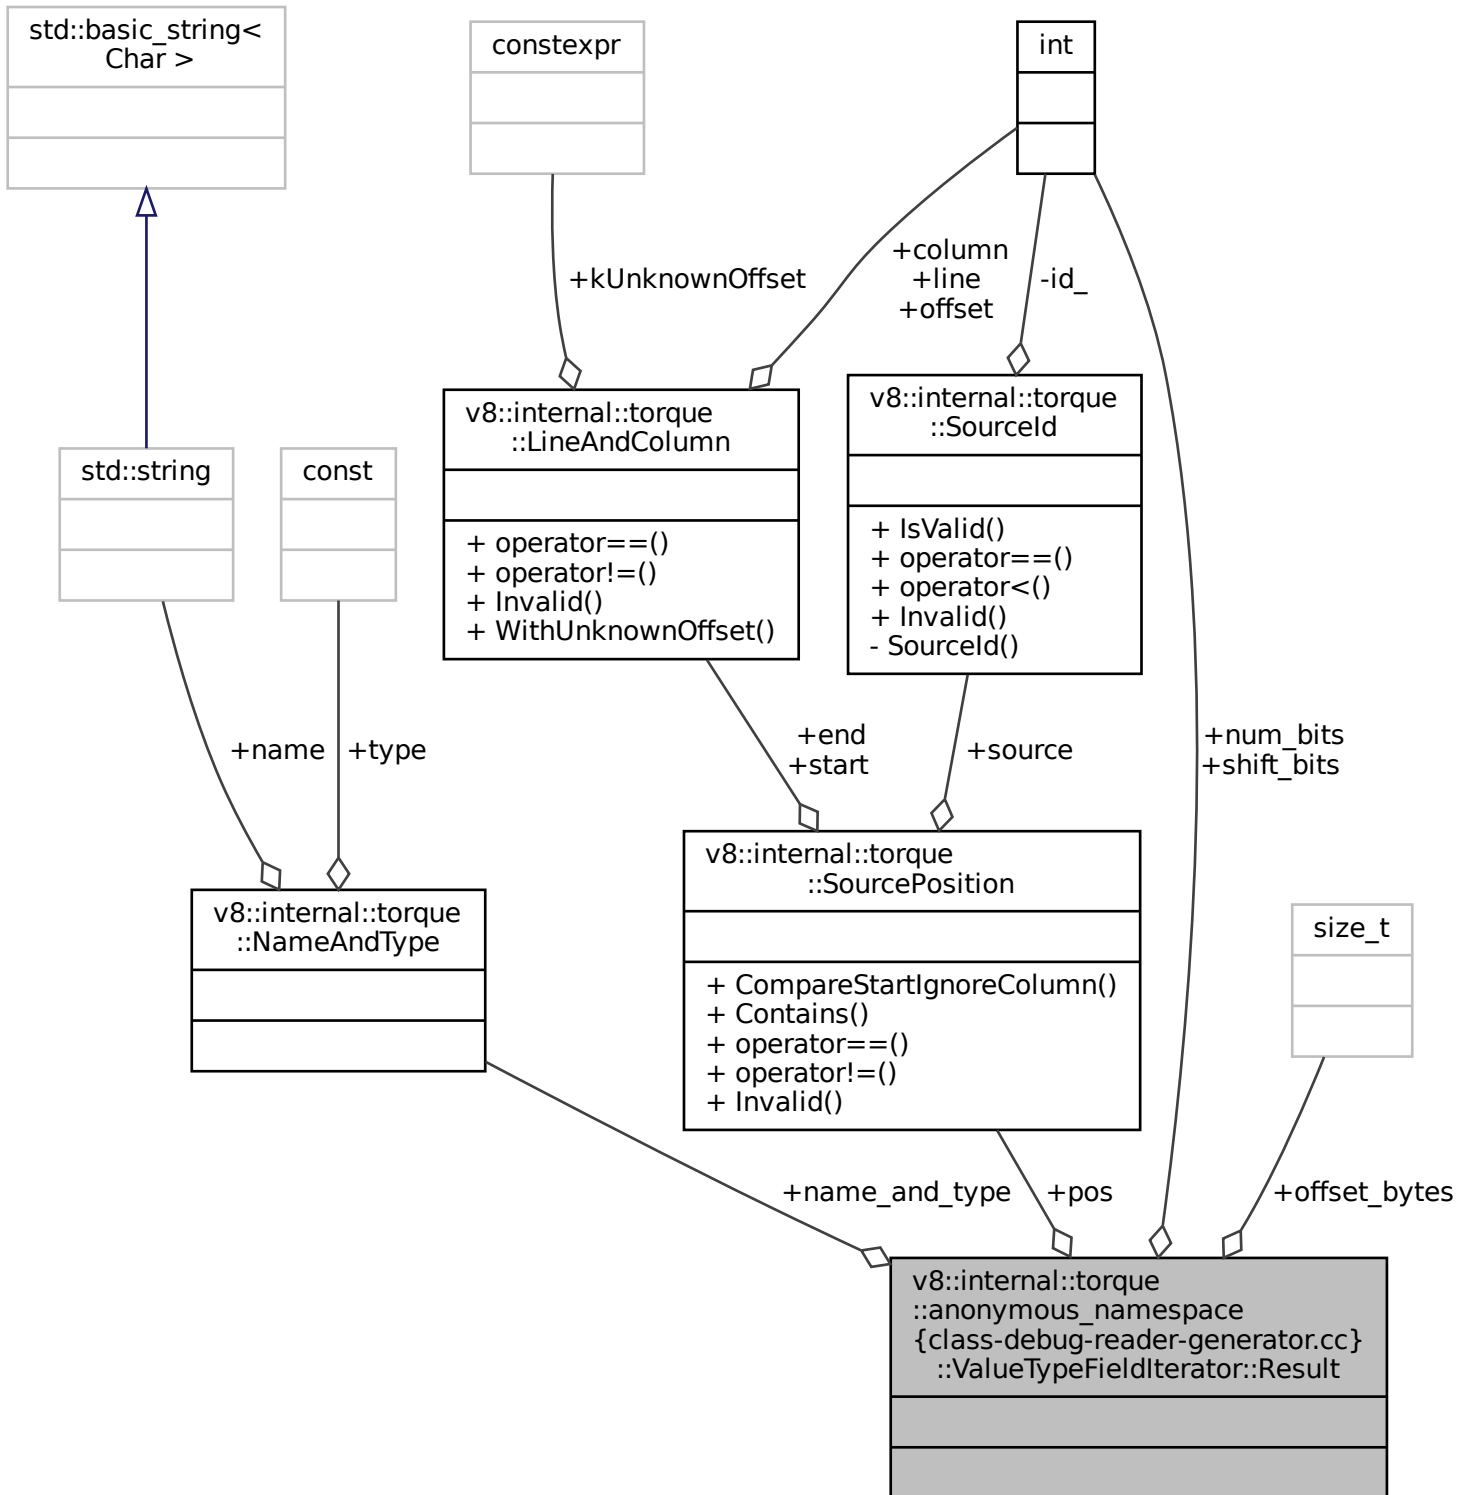 std::basic_string<
Char >
constexpr
int
+kUnknownOffset
+column
+line
+offset
-id_
v8::internal::torque
::LineAndColumn
+ operator==()
+ operator!=()
+ Invalid()
+ WithUnknownOffset()
v8::internal::torque
::SourceId
+ IsValid()
+ operator==()
+ operator<()
+ Invalid()
- SourceId()
std::string
const
+name
+type
+end
+start
+source
+num_bits
+shift_bits
v8::internal::torque
::SourcePosition
+ CompareStartIgnoreColumn()
+ Contains()
+ operator==()
+ operator!=()
+ Invalid()
v8::internal::torque
::NameAndType
size_t
+name_and_type
+pos
+offset_bytes
v8::internal::torque
::anonymous_namespace
{class-debug-reader-generator.cc}
::ValueTypeFieldIterator::Result